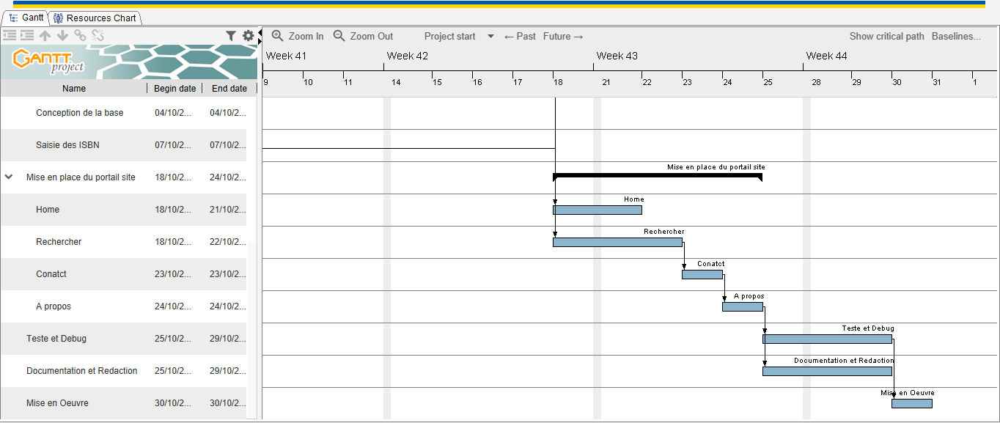 Gantt Resources Chart
Zoom In Zoom Out Project start ← Past Future → Show critical path Baselines...
GANTT project
Week 41 Week 42 Week 43 Week 44
9 10 11 14 15 16 17 18 21 22 23 24 25 28 29 30 31 1
Name Begin date End date
Conception de la base 04/10/2... 04/10/2...
Saisie des ISBN 07/10/2... 07/10/2...
Mise en place du portail site
Mise en place du portail site 18/10/2... 24/10/2...
Home
Home 18/10/2... 21/10/2...
Rechercher
Rechercher 18/10/2... 22/10/2...
Conatct
Conatct 23/10/2... 23/10/2...
A propos
A propos 24/10/2... 24/10/2...
Teste et Debug
Teste et Debug 25/10/2... 29/10/2...
Documentation et Redaction
Documentation et Redaction 25/10/2... 29/10/2...
Mise en Oeuvre
Mise en Oeuvre 30/10/2... 30/10/2...